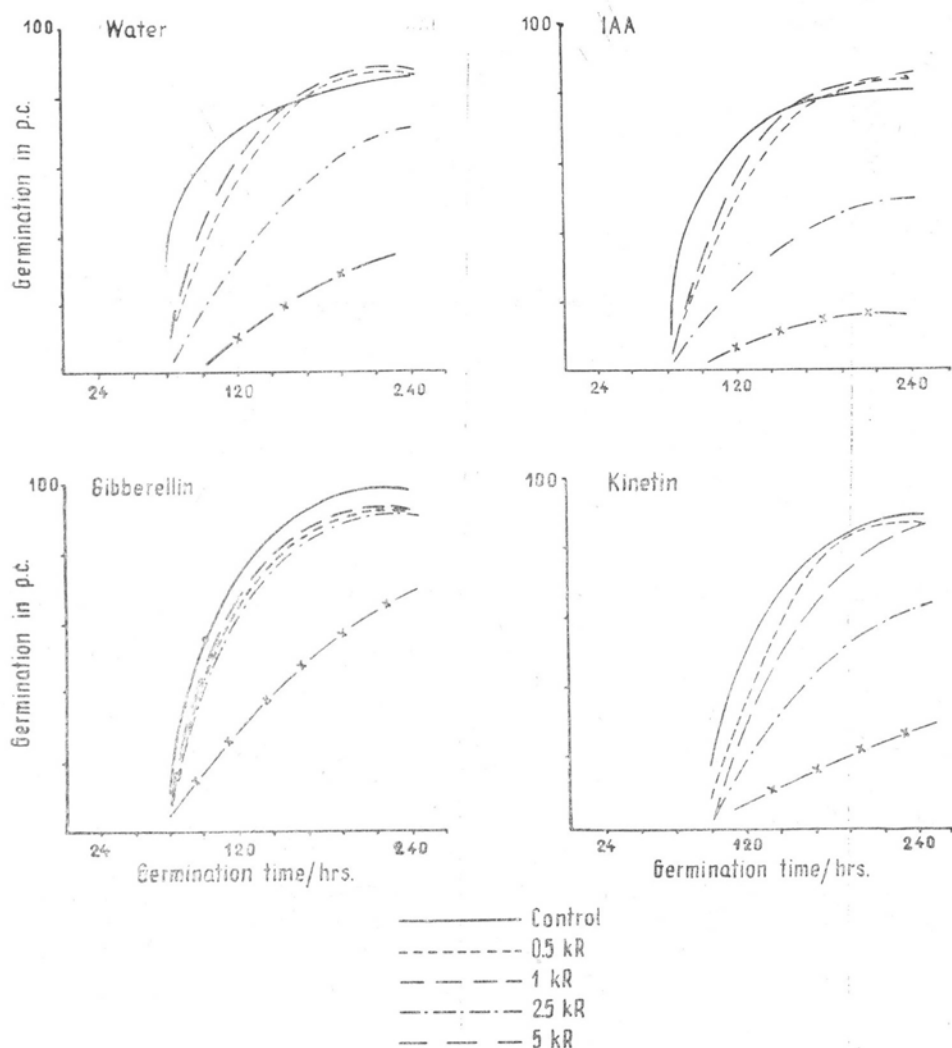 100 Water
Germination in p.c.
24 120 240
100 IAA
24 120 240
100 Gibberellin
Germination in p.c.
24 120 240
Germination time/hrs.
100 Kinetin
24 120 240
Germination time/hrs.
Control
0.5 kR
1 kR
2.5 kR
5 kR